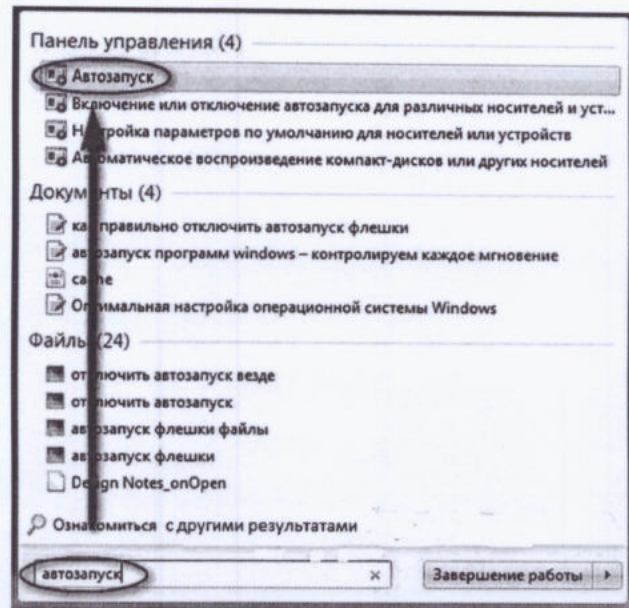 Панель управления (4)
Автозапуск
Включение или отключение автозапуска для различных носителей и уст...
Настройка параметров по умолчанию для носителей или устройств
Автоматическое воспроизведение компакт-дисков или других носителей
Документы (4)
как правильно отключить автозапуск флешки
автозапуск программ windows – контролируем каждое мгновение
cache
Оптимальная настройка операционной системы Windows
Файлы (24)
отключить автозапуск везде
отключить автозапуск
автозапуск флешки файлы
автозапуск флешки
Design Notes_onOpen
Ознакомиться с другими результатами
автозапуск
Завершение работы